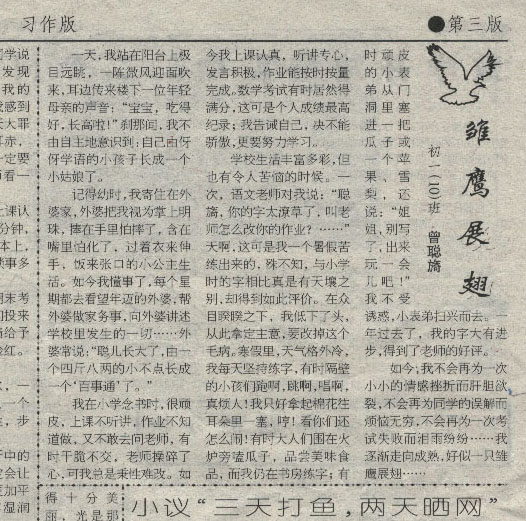 习作版
●第三版
雏鹰展翅
初二(10)班 曾聪旖
一天，我站在阳台上极
目远眺，一阵微风迎面吹
来，耳边传来楼下一位年轻
母亲的声音：“宝宝，吃得
好，长高啦！”刹那间，我不
由自主地意识到：自己由伢
伢学语的小孩子长成一个
小姑娘了。
记得幼时，我寄住在外
婆家，外婆把我视为掌上明
珠，捧在手里怕摔了，含在
嘴里怕化了，过着衣来伸
手，饭来张口的小公主生
活。如今我懂事了，每个星
期都去看望年迈的外婆，帮
外婆做家务事，向外婆讲述
学校里发生的一切……外
婆常说：“聪儿长大了，由一
个四斤八两的小不点长成
一个‘百事通’了。”
我在小学念书时，很顽
皮，上课不听讲，作业不知
道做，又不敢去问老师，有
时干脆不交，老师操碎了
心，可我总是秉性难改。如
今我上课认真，听讲专心，
发言积极，作业能按时按量
完成。数学考试有时居然得
满分，这可是个人成绩最高
纪录；我告诫自己，决不能
骄傲，更要努力学习。
学校生活丰富多彩，但
也有令人苦恼的时候。一
次，语文老师对我说：“聪
旖，你的字太潦草了，叫老
师怎么改你的作业？……”
天啊，这可是我一个暑假苦
练出来的，殊不知，与小学
时的字相比真是有天壤之
别，却得到如此评价。在众
目睽睽之下，我低下了头，
从此拿定主意，要改掉这个
毛病。寒假里，天气格外冷，
我每天坚持练字，有时隔壁
的小孩们跑啊，跳啊，唱啊，
真烦人！我只好拿起棉花往
耳朵里一塞，哼！看你们还
怎么闹！有时大人们围在火
炉旁嗑瓜子，品尝美味食
品，而我仍在书房练字；有
时顽皮
的小表
弟从门
洞里塞
进一把
瓜子或
一个苹
果、雪
梨，还
说：“姐
姐，别写
了，出来
玩一会
儿吧！”
我不受
诱惑，小表弟扫兴而去。一
年过去了，我的字大有进
步，得到了老师的好评。
如今，我不会再为一次
小小的情感挫折而肝胆欲
裂，不会再为同学的误解而
烦恼无穷，不会再为一次考
试失败而泪雨纷纷……我
逐渐走向成熟，好似一只雏
鹰展翅……
得十分美
丽，光是那
小议“三天打鱼，两天晒网”